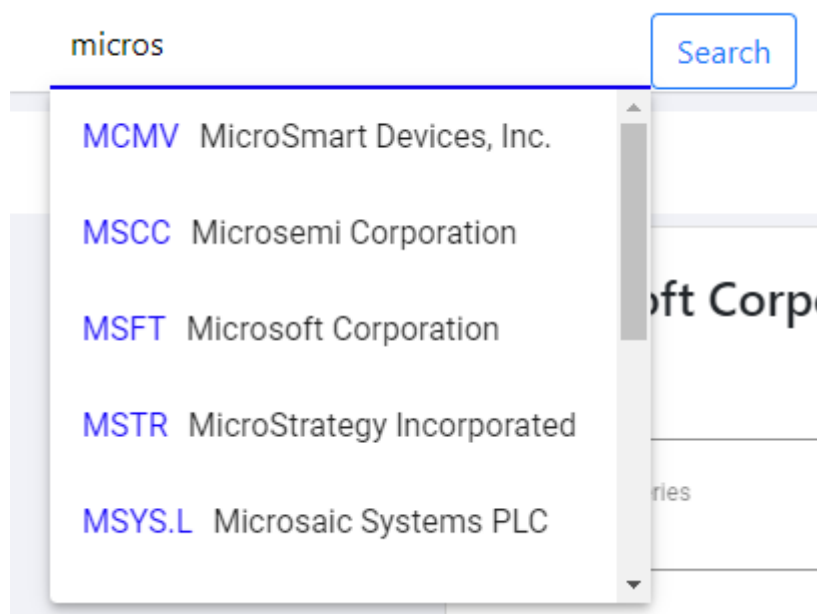 micros
Search
MCMV MicroSmart Devices, Inc.
MSCC Microsemi Corporation
MSFT Microsoft Corporation
MSTR MicroStrategy Incorporated
MSYS.L Microsaic Systems PLC